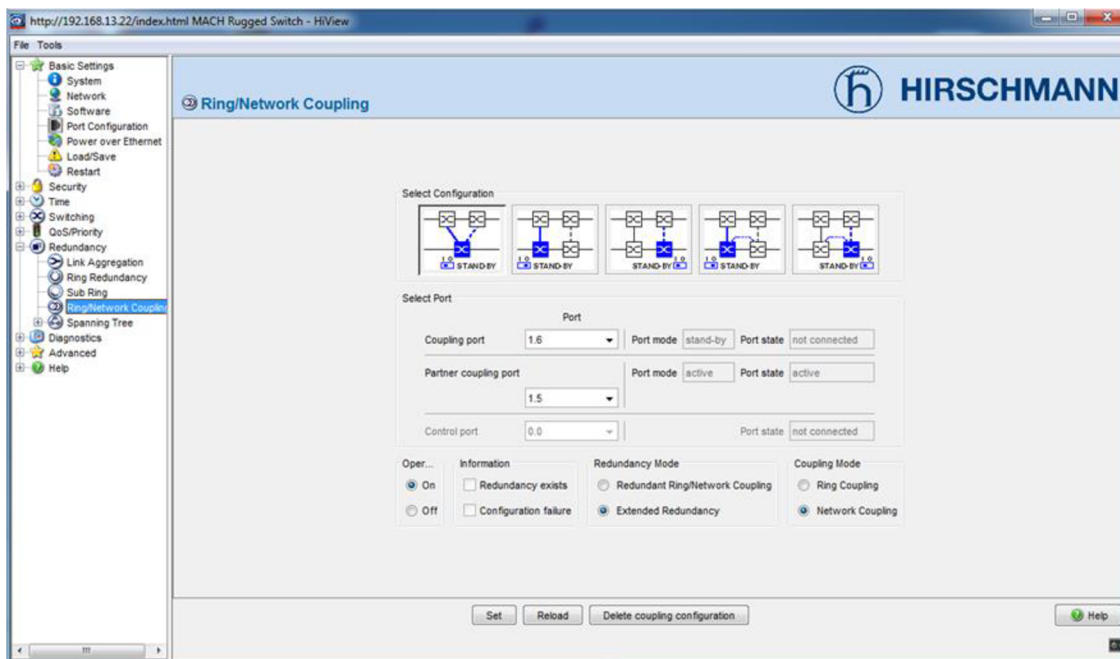 http://192.168.13.22/index.html MACH Rugged Switch - HiView
File Tools
Basic Settings
System
Network
Software
Port Configuration
Power over Ethernet
Load/Save
Restart
Security
Time
Switching
QoS/Priority
Redundancy
Link Aggregation
Ring Redundancy
Sub Ring
Ring/Network Coupling
Spanning Tree
Diagnostics
Advanced
Help
Ring/Network Coupling
HIRSCHMANN
Select Configuration
I 0 STAND-BY
I 0 STAND-BY
STAND-BY I 0
I 0 STAND-BY
STAND-BY I 0
Select Port
Port
Coupling port 1.6 Port mode stand-by Port state not connected
Partner coupling port Port mode active Port state active
1.5
Control port 0.0 Port state not connected
Oper... Information Redundancy Mode Coupling Mode
On Redundancy exists Redundant Ring/Network Coupling Ring Coupling
Off Configuration failure Extended Redundancy Network Coupling
Set Reload Delete coupling configuration Help